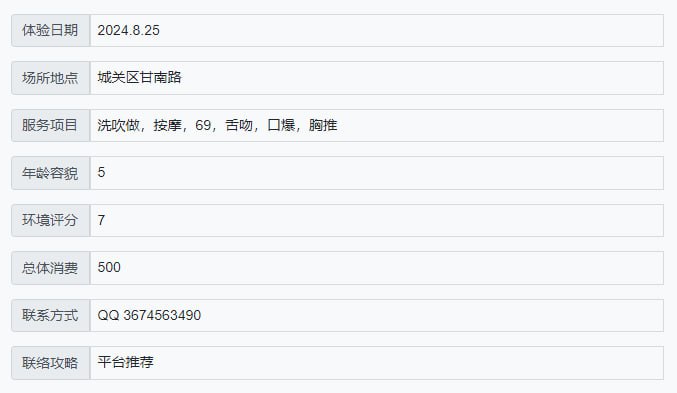 体验日期 2024.8.25
场所地点 城关区甘南路
服务项目 洗吹做，按摩，69，舌吻，口爆，胸推
年龄容貌 5
环境评分 7
总体消费 500
联系方式 QQ 3674563490
联络攻略 平台推荐